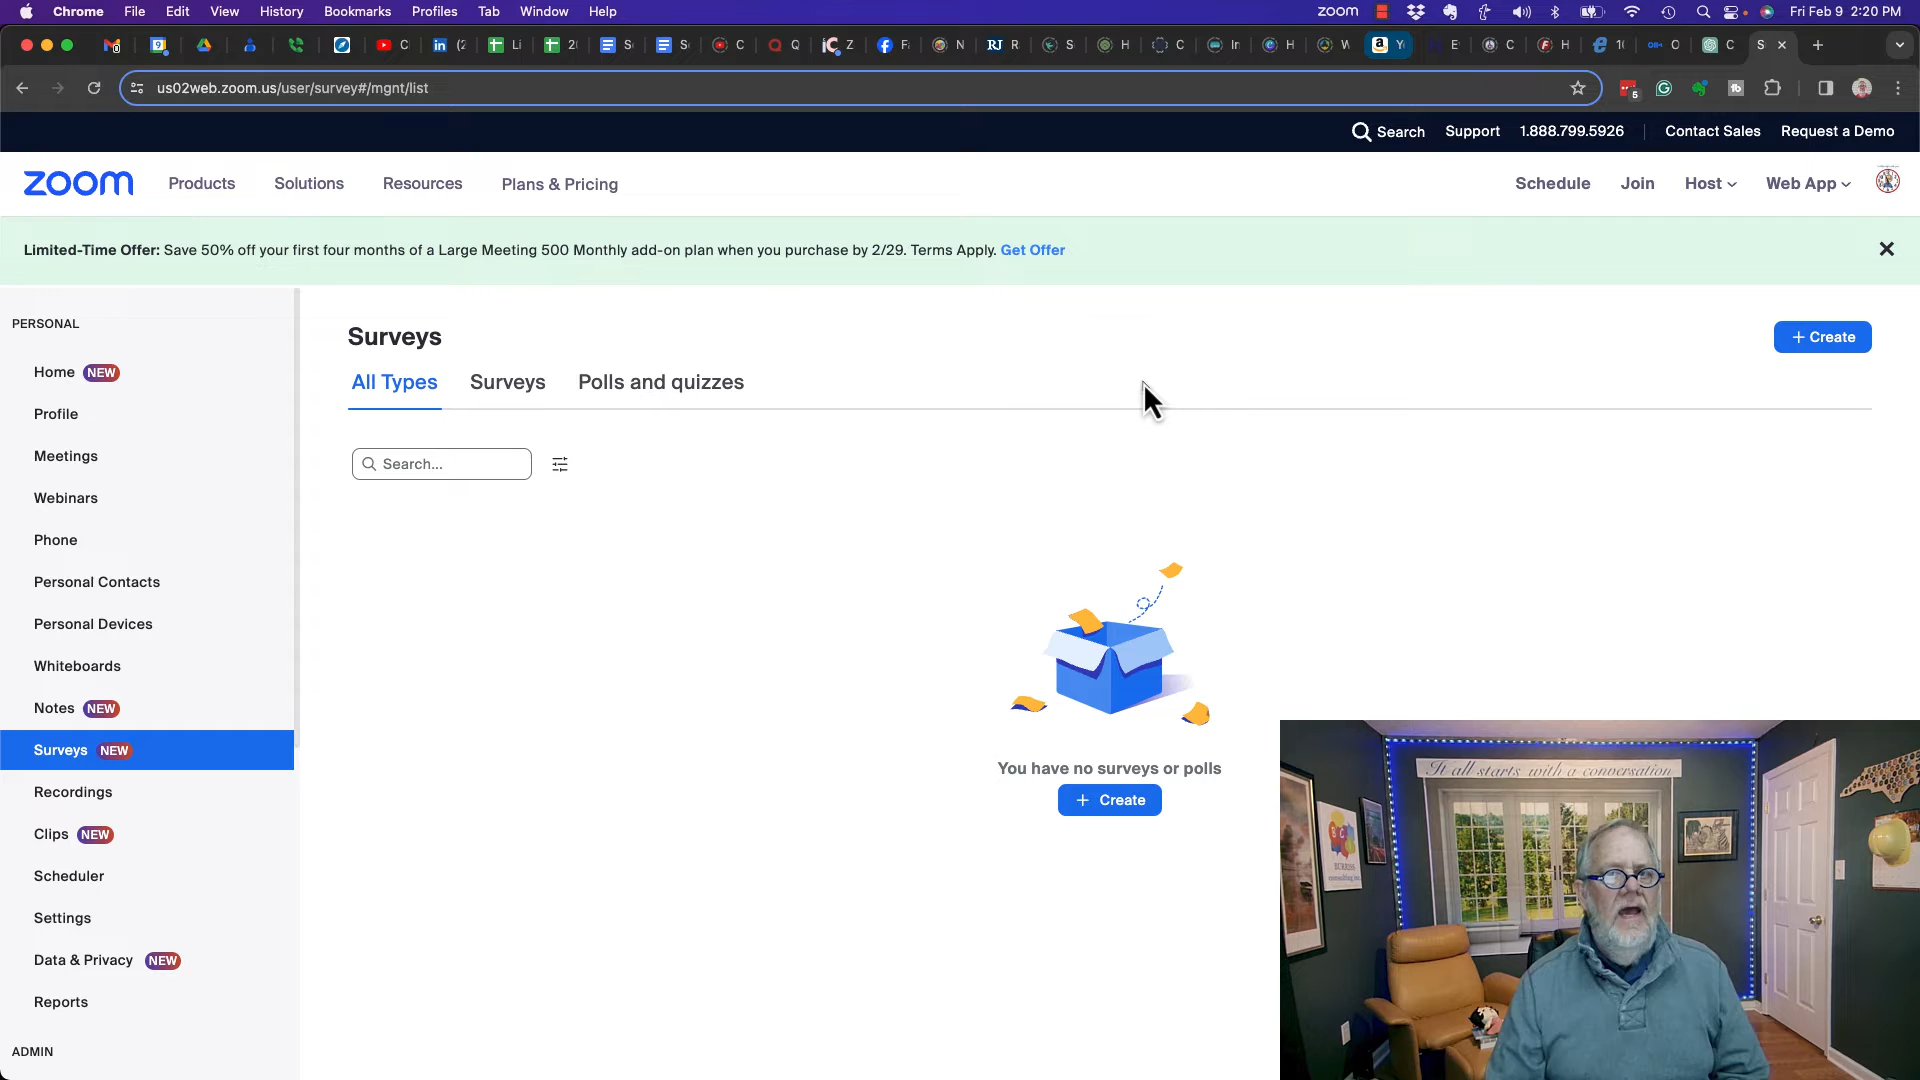 Chrome File Edit View History Bookmarks Profiles Tab Window Help zoom Fri Feb 9 2:20 PM
us02web.zoom.us/user/survey#/mgnt/list
Search Support 1.888.799.5926 Contact Sales Request a Demo
zoom Products Solutions Resources Plans & Pricing Schedule Join Host Web App
Limited-Time Offer: Save 50% off your first four months of a Large Meeting 500 Monthly add-on plan when you purchase by 2/29. Terms Apply. Get Offer
PERSONAL
Home NEW
Profile
Meetings
Webinars
Phone
Personal Contacts
Personal Devices
Whiteboards
Notes NEW
Surveys NEW
Recordings
Clips NEW
Scheduler
Settings
Data & Privacy NEW
Reports
ADMIN
Surveys
+ Create
All Types Surveys Polls and quizzes
Search...
You have no surveys or polls
+ Create
It all starts with a conversation